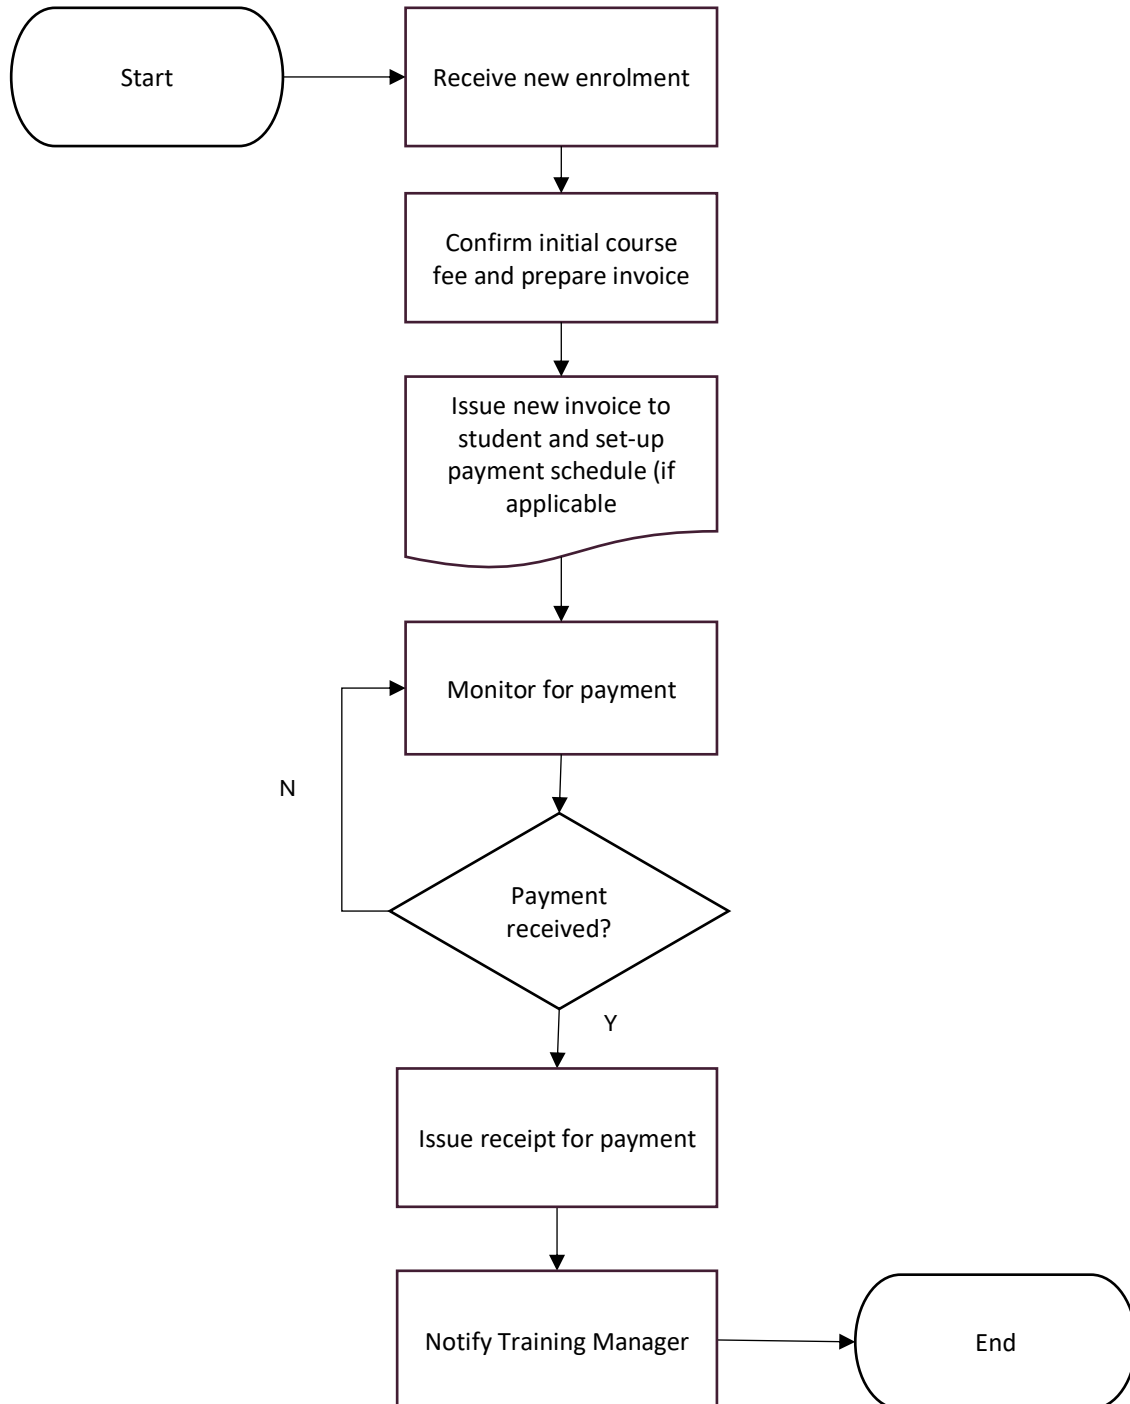 Start
Receive new enrolment
Confirm initial course
fee and prepare invoice
Issue new invoice to
student and set-up
payment schedule (if
applicable
Monitor for payment
N
Payment
received?
Y
Issue receipt for payment
Notify Training Manager
End